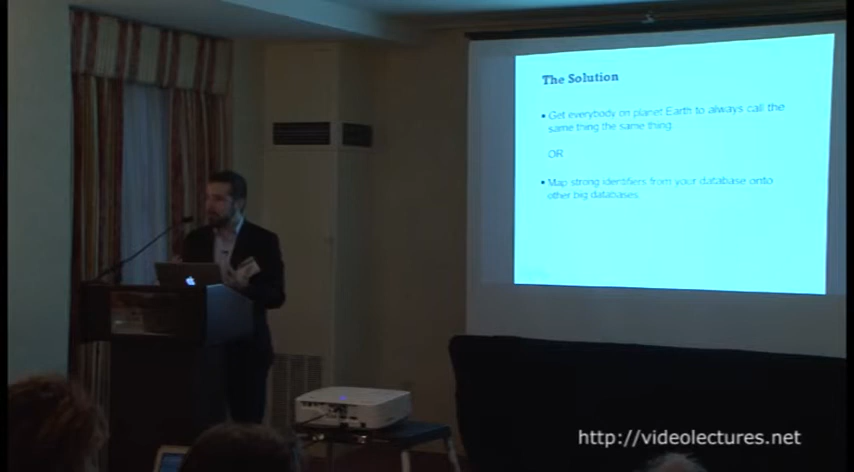 The Solution
• Get everybody on planet Earth to always call the
same thing the same thing.
OR
• Map strong identifiers from your database onto
other big databases
http://videolectures.net